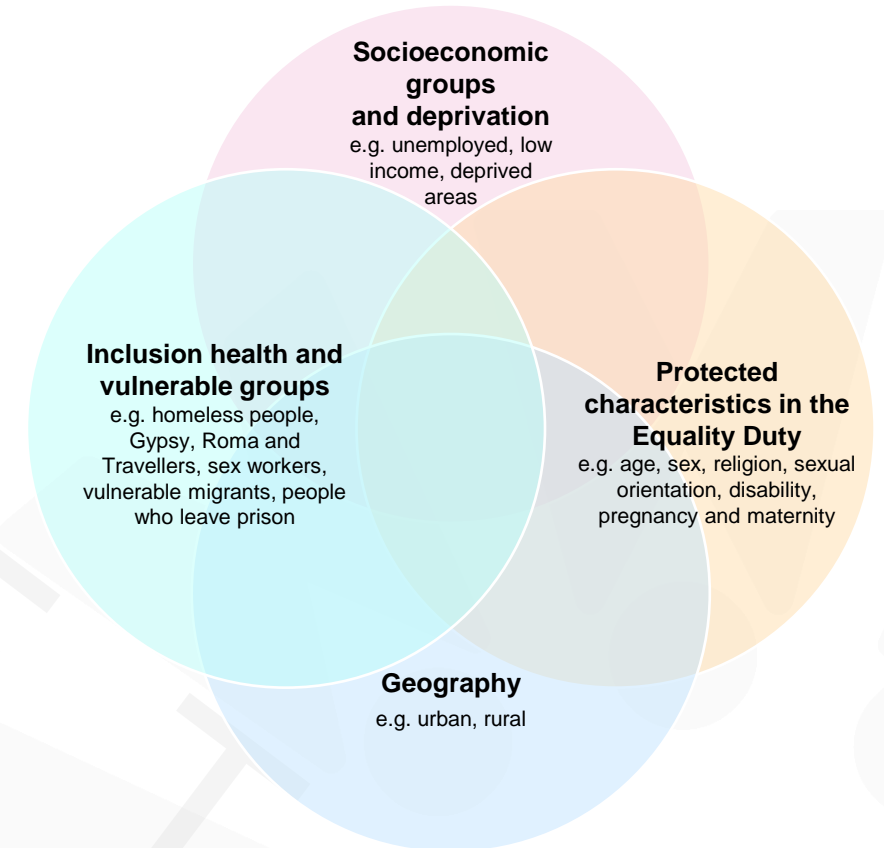 Socioeconomic
groups
and deprivation
e.g. unemployed, low
income, deprived
areas
Inclusion health and
vulnerable groups
e.g. homeless people,
Gypsy, Roma and
Travellers, sex workers,
vulnerable migrants, people
who leave prison
Protected
characteristics in the
Equality Duty
e.g. age, sex, religion, sexual
orientation, disability,
pregnancy and maternity
Geography
e.g. urban, rural